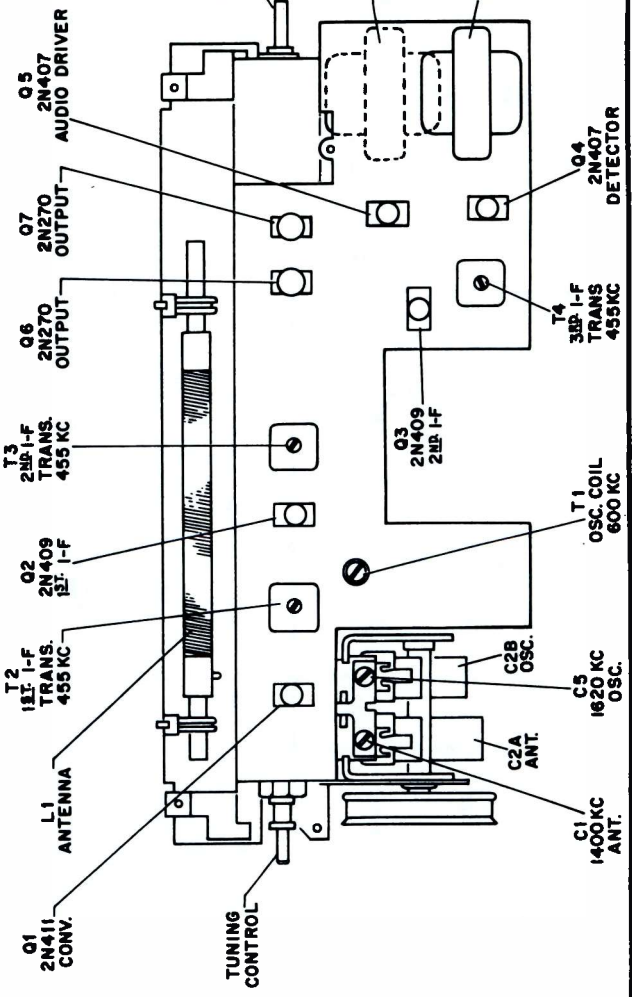 Q5
2N407
AUDIO DRIVER
Q7
2N270
OUTPUT
Q6
2N270
OUTPUT
T3
2ND I-F
TRANS.
455 KC
Q2
2N409
1ST. I-F
T2
1ST. I-F
TRANS.
455 KC
L1
ANTENNA
Q1
2N411
CONV.
TUNING
CONTROL
Q4
2N407
DETECTOR
T4
3RD I-F
TRANS
455KC
Q3
2N409
2ND I-F
T1
OSC. COIL
600 KC
C2B
OSC.
C5
1620 KC
OSC.
C2A
ANT.
C1
1400 KC
ANT.